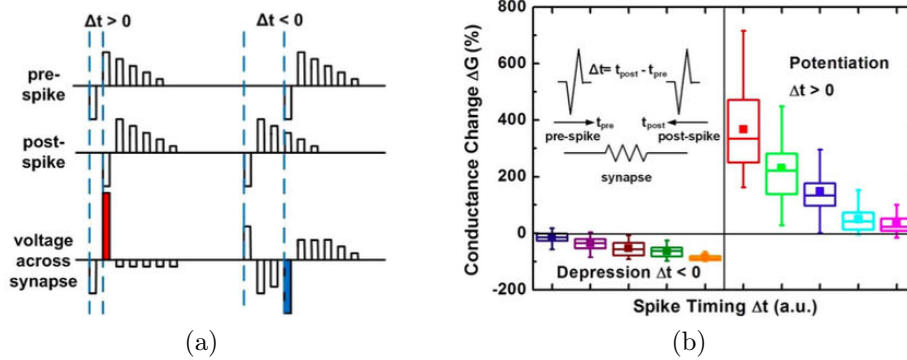 Δt > 0
Δt < 0
pre-
spike
post-
spike
voltage
across
synapse
(a)
Conductance Change ΔG (%)
800
600
400
200
0
-200
Δt= tpost - tpre
tpre
tpost
pre-spike
post-spike
synapse
Potentiation
Δt > 0
Depression Δt < 0
Spike Timing Δt (a.u.)
(b)